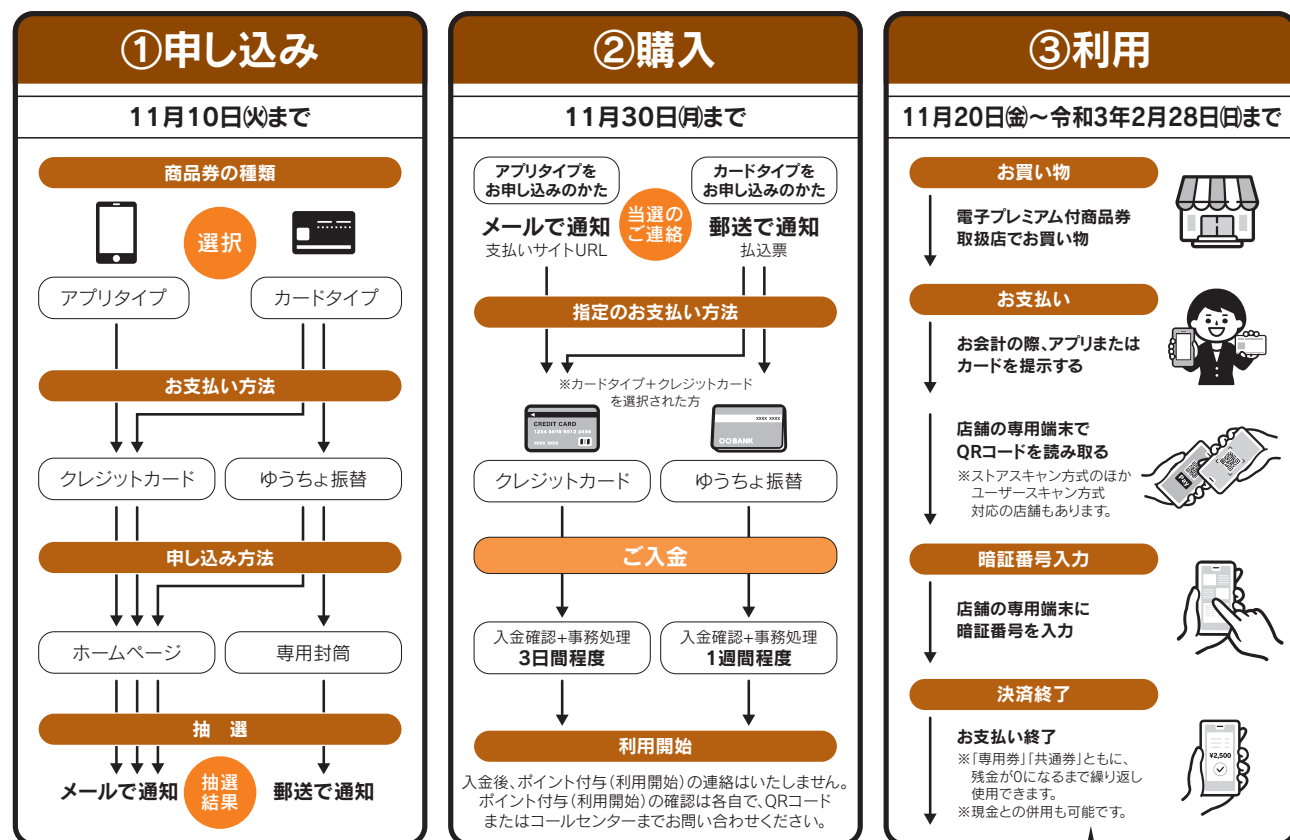 ①申し込み
11月10日㈫まで
商品券の種類
選択
アプリタイプ
カードタイプ
お支払い方法
クレジットカード
ゆうちょ振替
申し込み方法
ホームページ
専用封筒
抽　選
メールで通知
抽選
結果
郵送で通知
②購入
11月30日㈪まで
アプリタイプを
お申し込みのかた
カードタイプを
お申し込みのかた
当選の
ご連絡
メールで通知
支払いサイトURL
郵送で通知
払込票
指定のお支払い方法
※カードタイプ＋クレジットカード
を選択された方
CREDIT CARD
1234 5678 9012 3456
XXXX XXXX
XXXX XXXX
○○BANK
クレジットカード
ゆうちょ振替
ご入金
入金確認+事務処理
3日間程度
入金確認+事務処理
1週間程度
利用開始
入金後、ポイント付与(利用開始)の連絡はいたしません。
ポイント付与(利用開始)の確認は各自で、QRコード
またはコールセンターまでお問い合わせください。
③利用
11月20日㈮～令和3年2月28日㈰まで
お買い物
電子プレミアム付商品券
取扱店でお買い物
お支払い
お会計の際、アプリまたは
カードを提示する
店舗の専用端末で
QRコードを読み取る
※ストアスキャン方式のほか
ユーザースキャン方式
対応の店舗もあります。
Pay
暗証番号入力
店舗の専用端末に
暗証番号を入力
決済終了
お支払い終了
※「専用券」「共通券」ともに、
残金が0になるまで繰り返し
使用できます。
※現金との併用も可能です。
¥2,500